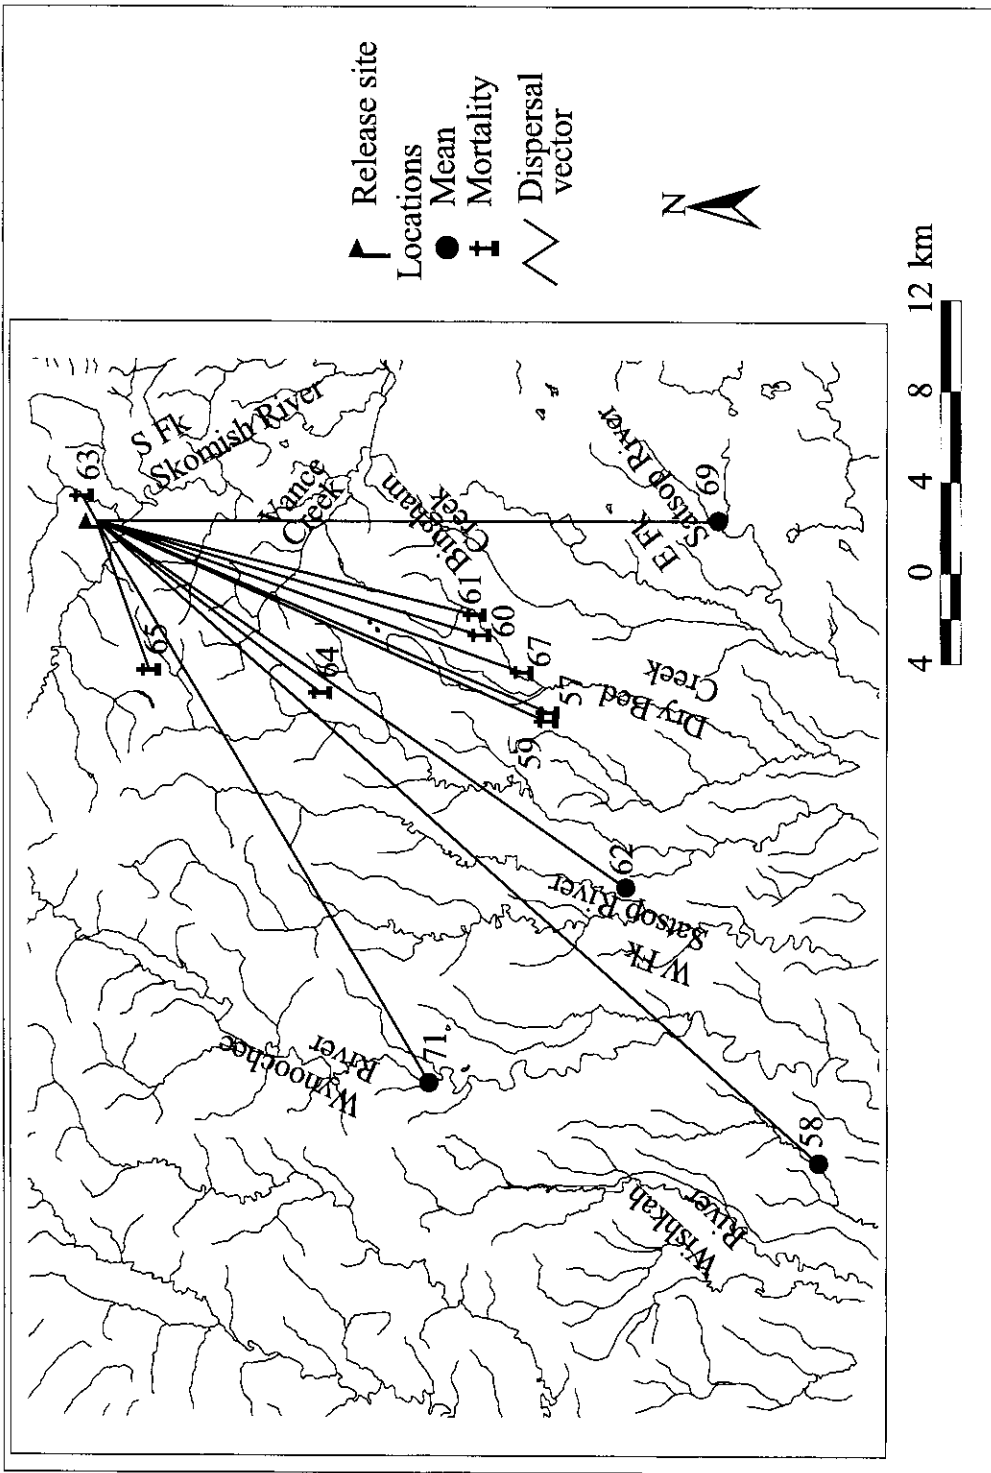 Release site
Locations
Mean
Mortality
Dispersal
vector
N
4 0 4 8 12 km
S Fk
Skomish River
63
65
Vance
Creek
64
Bingham
Creek
61
60
67
57
59
Dry Bed
Creek
E Fk
Satsop River
69
62
W Fk
Satsop River
71
Wynoochee
River
58
Wishkah
River